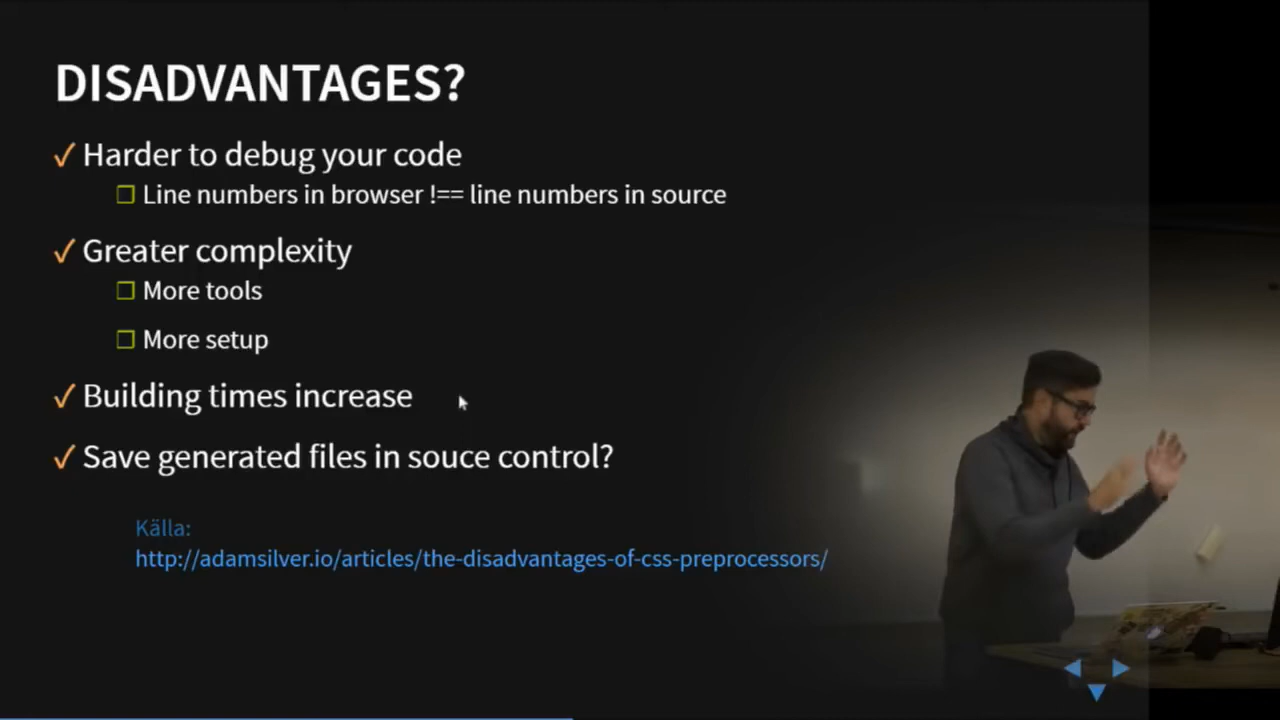 DISADVANTAGES?
Harder to debug your code
Line numbers in browser !== line numbers in source
Greater complexity
More tools
More setup
Building times increase
Save generated files in souce control?
Källa:
http://adamsilver.io/articles/the-disadvantages-of-css-preprocessors/